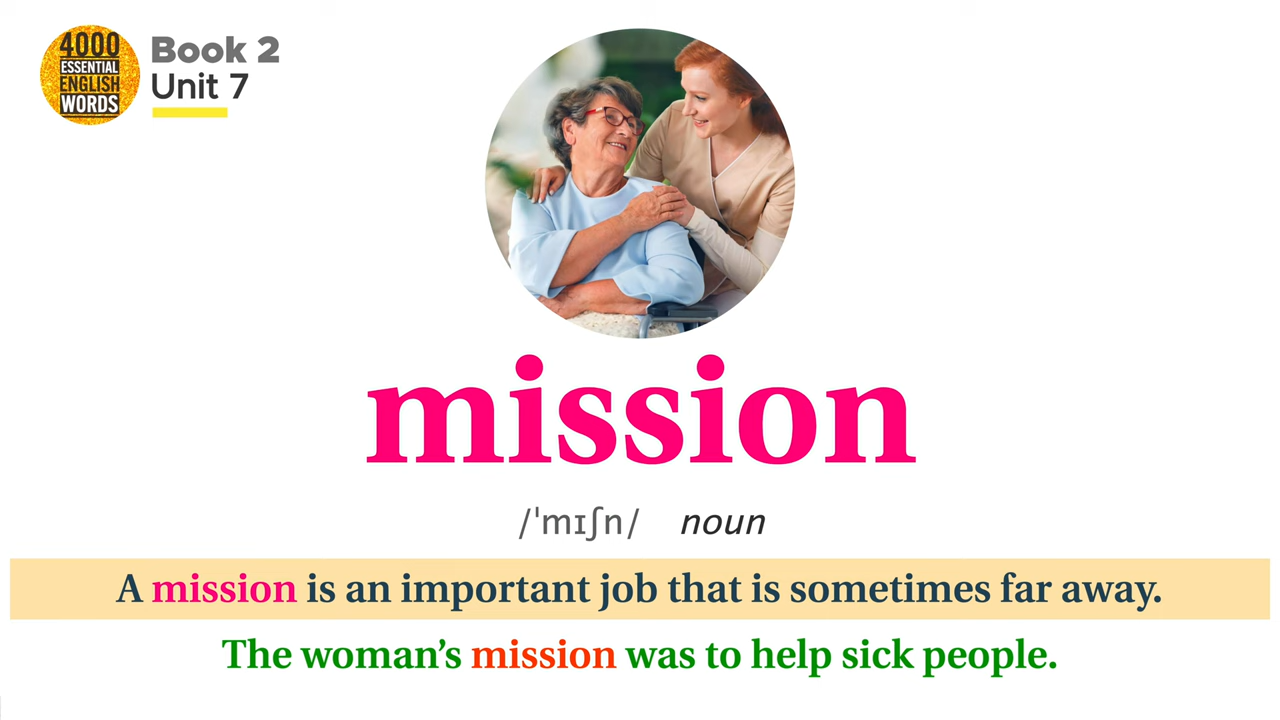 4000
ESSENTIAL
ENGLISH
WORDS
Book 2
Unit 7
mission
/ˈmɪʃn/ noun
A mission is an important job that is sometimes far away.
The woman’s mission was to help sick people.